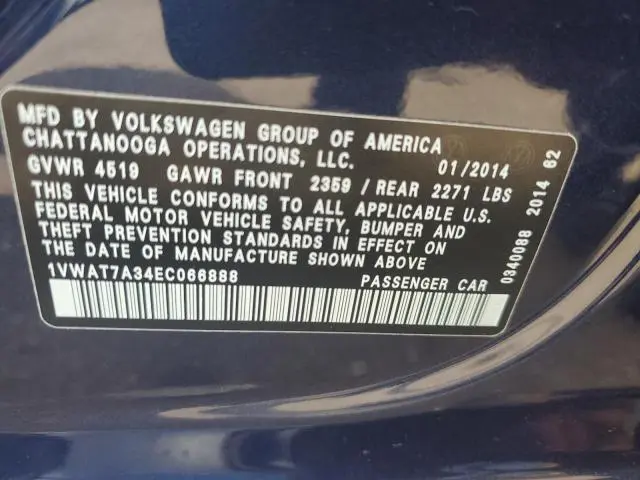 MFD BY VOLKSWAGEN GROUP OF AMERICA
CHATTANOOGA OPERATIONS, LLC. 01/2014
GVWR 4519 GAWR FRONT 2359 / REAR 2271 LBS
THIS VEHICLE CONFORMS TO ALL APPLICABLE U.S.
FEDERAL MOTOR VEHICLE SAFETY, BUMPER AND
THEFT PREVENTION STANDARDS IN EFFECT ON
THE DATE OF MANUFACTURE SHOWN ABOVE
1VWAT7A34EC066888 PASSENGER CAR
0340088 2014 62